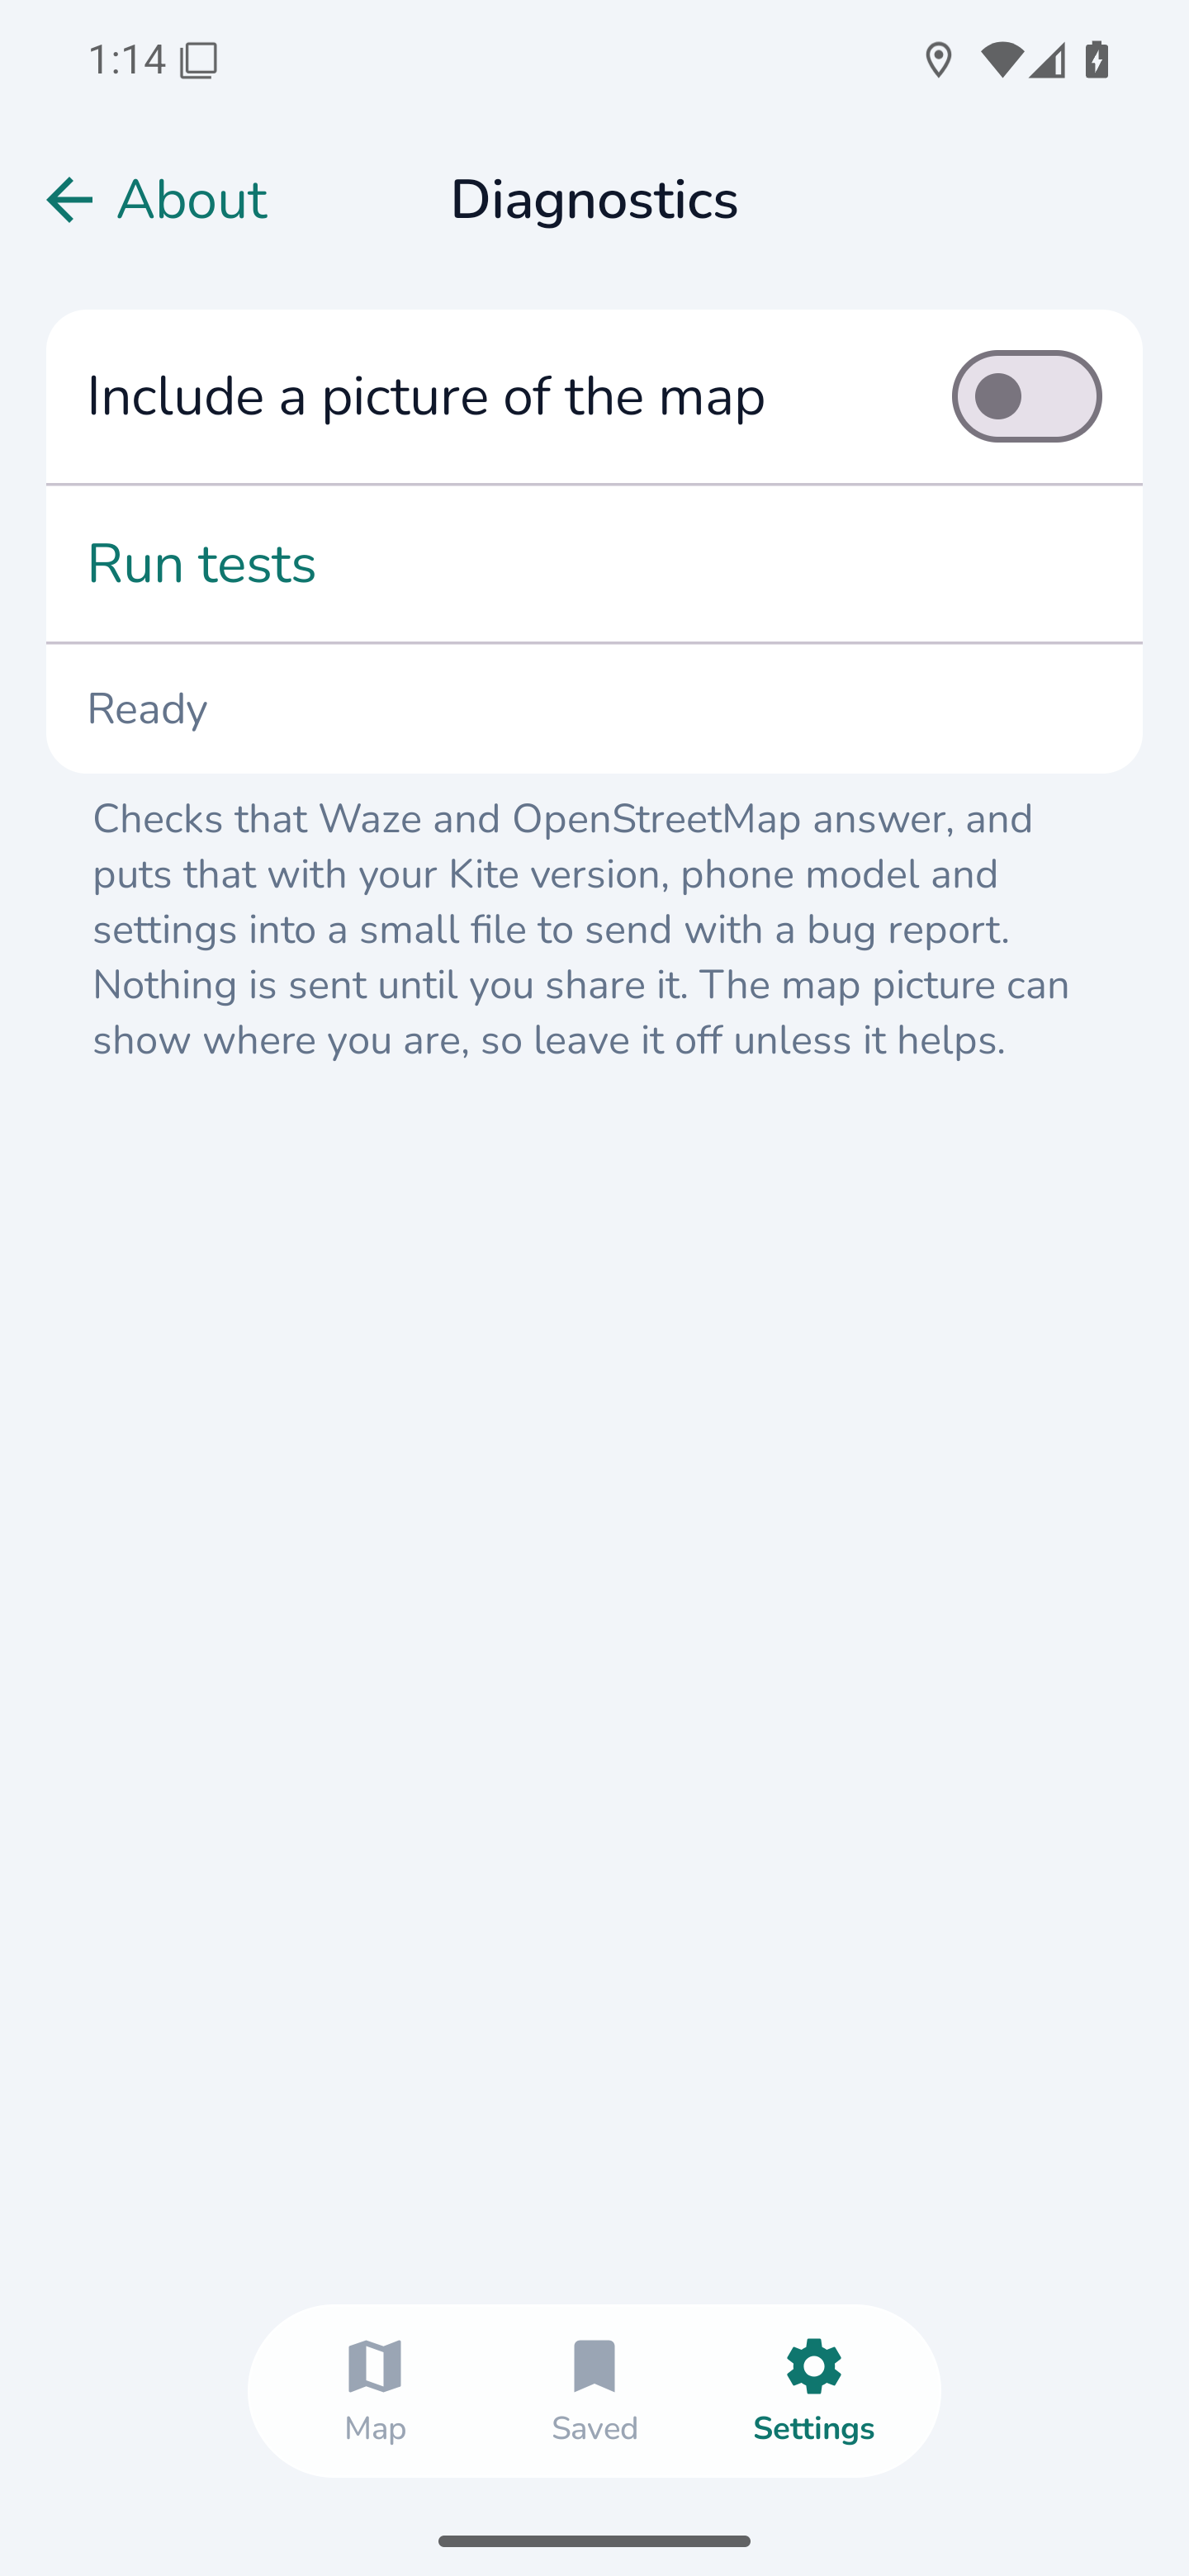 1:14
About
Diagnostics
Include a picture of the map
Run tests
Ready
Checks that Waze and OpenStreetMap answer, and
puts that with your Kite version, phone model and
settings into a small file to send with a bug report.
Nothing is sent until you share it. The map picture can
show where you are, so leave it off unless it helps.
Map
Saved
Settings